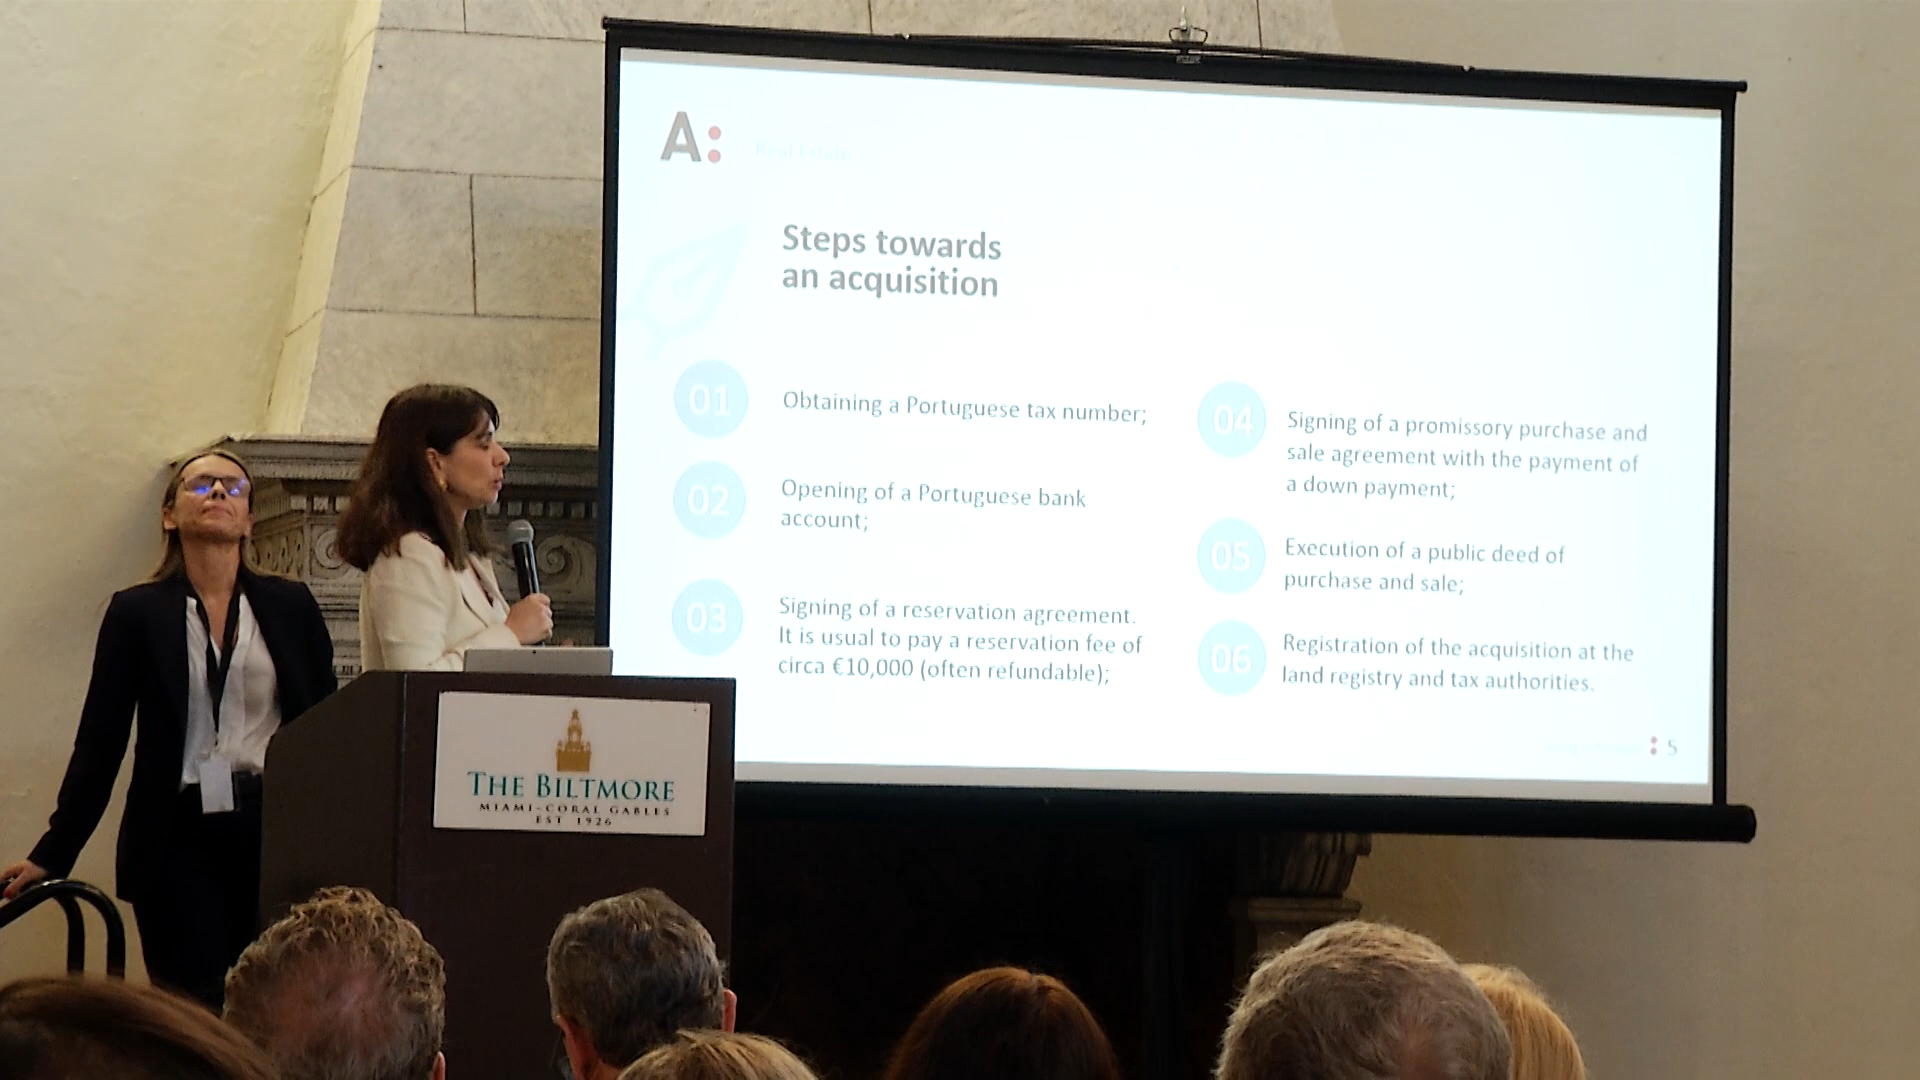 A:
Real Estate
Steps towards
an acquisition
01
Obtaining a Portuguese tax number;
02
Opening of a Portuguese bank
account;
03
Signing of a reservation agreement.
It is usual to pay a reservation fee of
circa €10,000 (often refundable);
04
Signing of a promissory purchase and
sale agreement with the payment of
a down payment;
05
Execution of a public deed of
purchase and sale;
06
Registration of the acquisition at the
land registry and tax authorities.
5
THE BILTMORE
MIAMI-CORAL GABLES
EST 1926